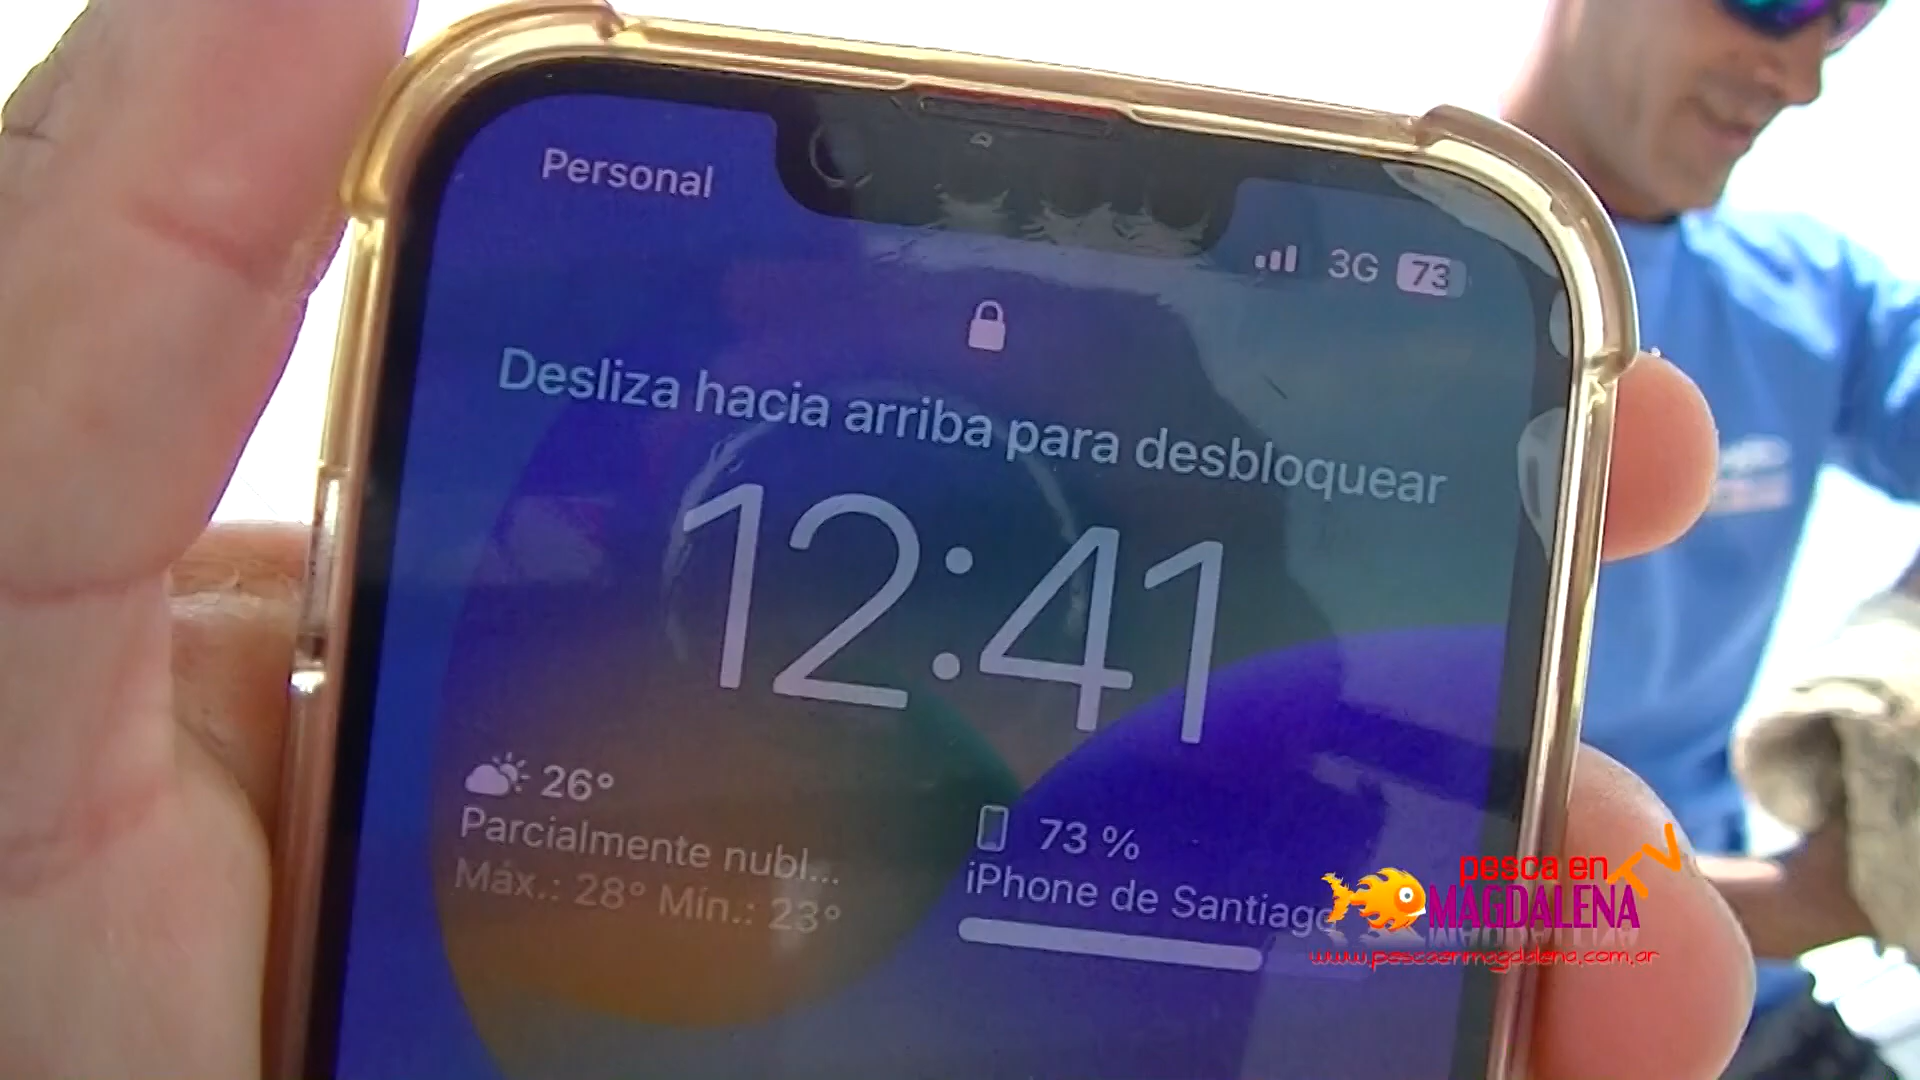 Personal
3G 73
Desliza hacia arriba para desbloquear
12:41
26°
Parcialmente nubl...
Máx.: 28° Mín.: 23°
73 %
iPhone de Santiago
pesca en
MAGDALENA TV
www.pescaenmagdalena.com.ar